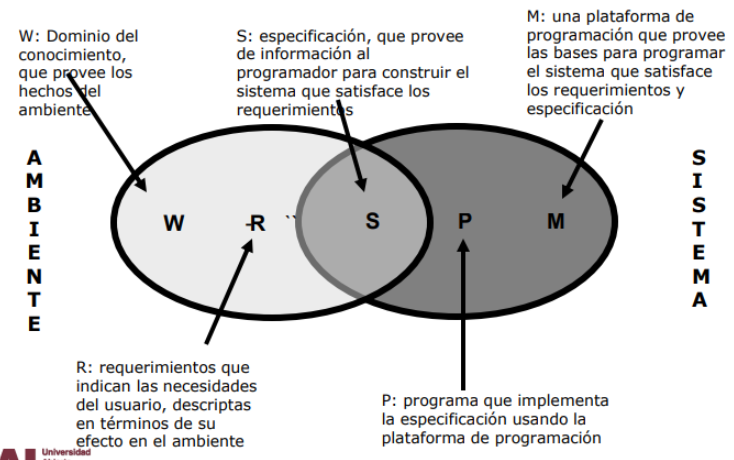 W: Dominio del
conocimiento,
que provee los
hechos del
ambiente
S: especificación, que provee
de información al
programador para construir el
sistema que satisface los
requerimientos
M: una plataforma de
programación que provee
las bases para programar
el sistema que satisface
los requerimientos y
especificación
AMBIENTE
W
-R
``
S
P
M
SISTEMA
R: requerimientos que
indican las necesidades
del usuario, descriptas
en términos de su
efecto en el ambiente
P: programa que implementa
la especificación usando la
plataforma de programación
Universidad